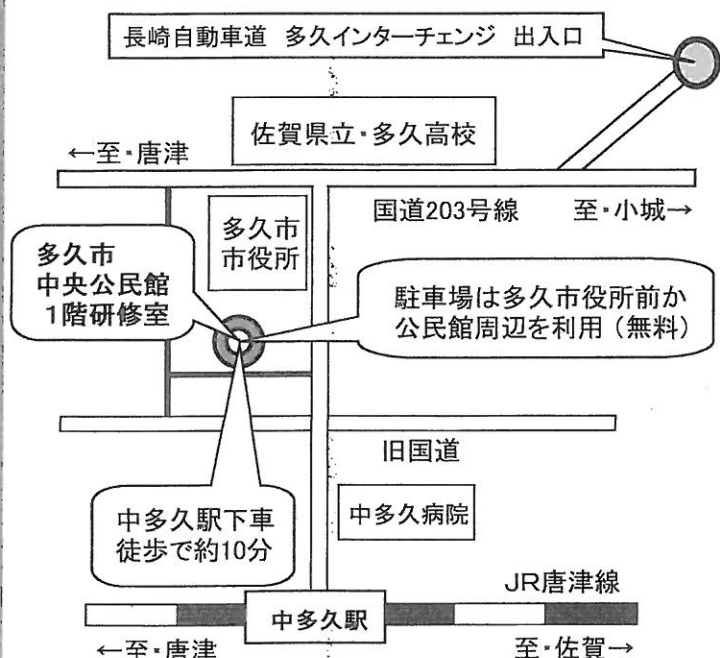 長崎自動車道 多久インターチェンジ 出入口
佐賀県立・多久高校
←至・唐津
国道203号線
至・小城→
多久市
市役所
多久市
中央公民館
1階研修室
駐車場は多久市役所前か
公民館周辺を利用（無料）
旧国道
中多久駅下車
徒歩で約10分
中多久病院
JR唐津線
中多久駅
←至・唐津
至・佐賀→